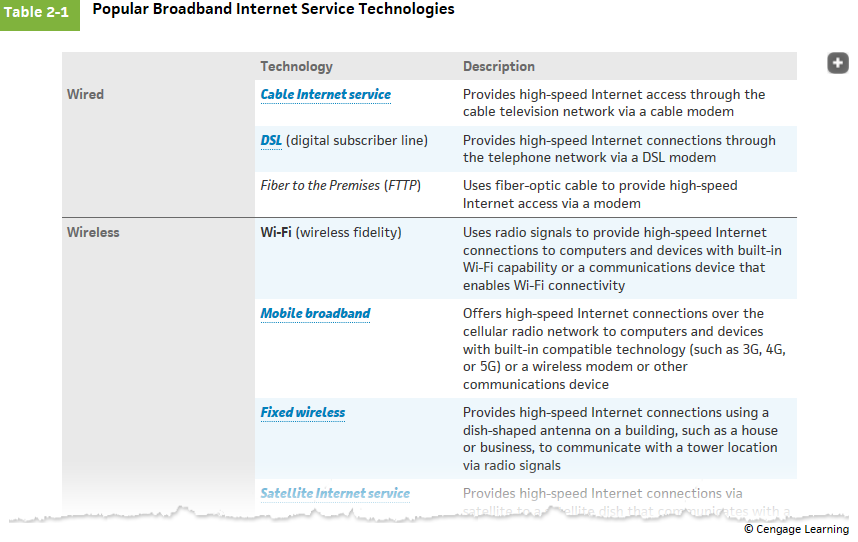 Table 2-1 Popular Broadband Internet Service Technologies
Technology Description
Wired Cable Internet service Provides high-speed Internet access through the
cable television network via a cable modem
DSL (digital subscriber line) Provides high-speed Internet connections through
the telephone network via a DSL modem
Fiber to the Premises (FTTP) Uses fiber-optic cable to provide high-speed
Internet access via a modem
Wireless Wi-Fi (wireless fidelity) Uses radio signals to provide high-speed Internet
connections to computers and devices with built-in
Wi-Fi capability or a communications device that
enables Wi-Fi connectivity
Mobile broadband Offers high-speed Internet connections over the
cellular radio network to computers and devices
with built-in compatible technology (such as 3G, 4G,
or 5G) or a wireless modem or other
communications device
Fixed wireless Provides high-speed Internet connections using a
dish-shaped antenna on a building, such as a house
or business, to communicate with a tower location
via radio signals
Satellite Internet service Provides high-speed Internet connections via
satellite to a satellite dish that communicates with a
© Cengage Learning